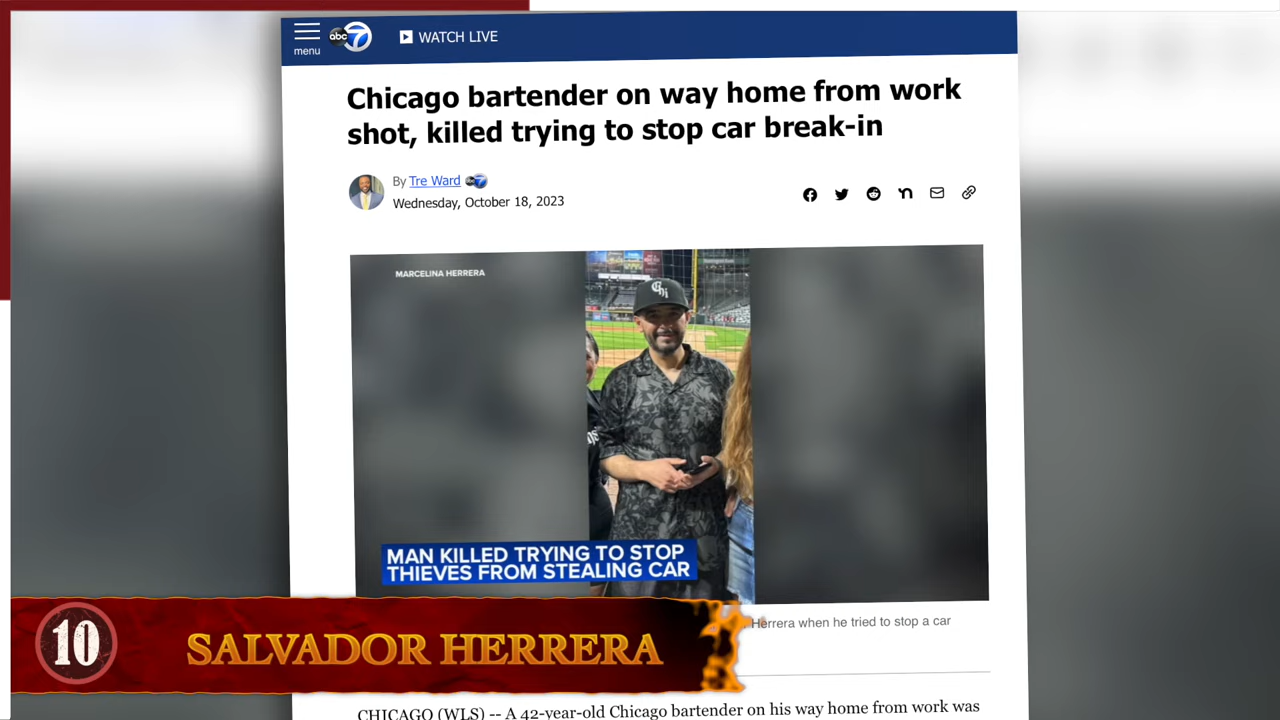 menu
abc 7
WATCH LIVE
Chicago bartender on way home from work
shot, killed trying to stop car break-in
By Tre Ward
Wednesday, October 18, 2023
MARCELINA HERRERA
Chi
MAN KILLED TRYING TO STOP
THIEVES FROM STEALING CAR
Herrera when he tried to stop a car
10
SALVADOR HERRERA
CHICAGO (WLS) -- A 42-year-old Chicago bartender on his way home from work was